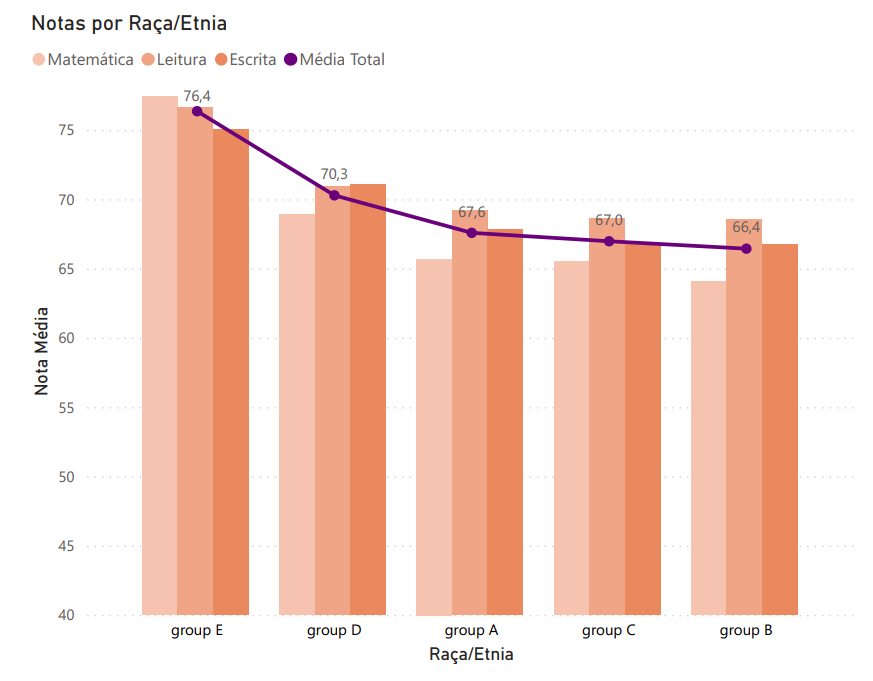 Notas por Raça/Etnia
Matemática Leitura Escrita Média Total
76,4
75
70,3
70
67,6
67,0
66,4
65
60
55
50
45
40
Nota Média
group E group D group A group C group B
Raça/Etnia